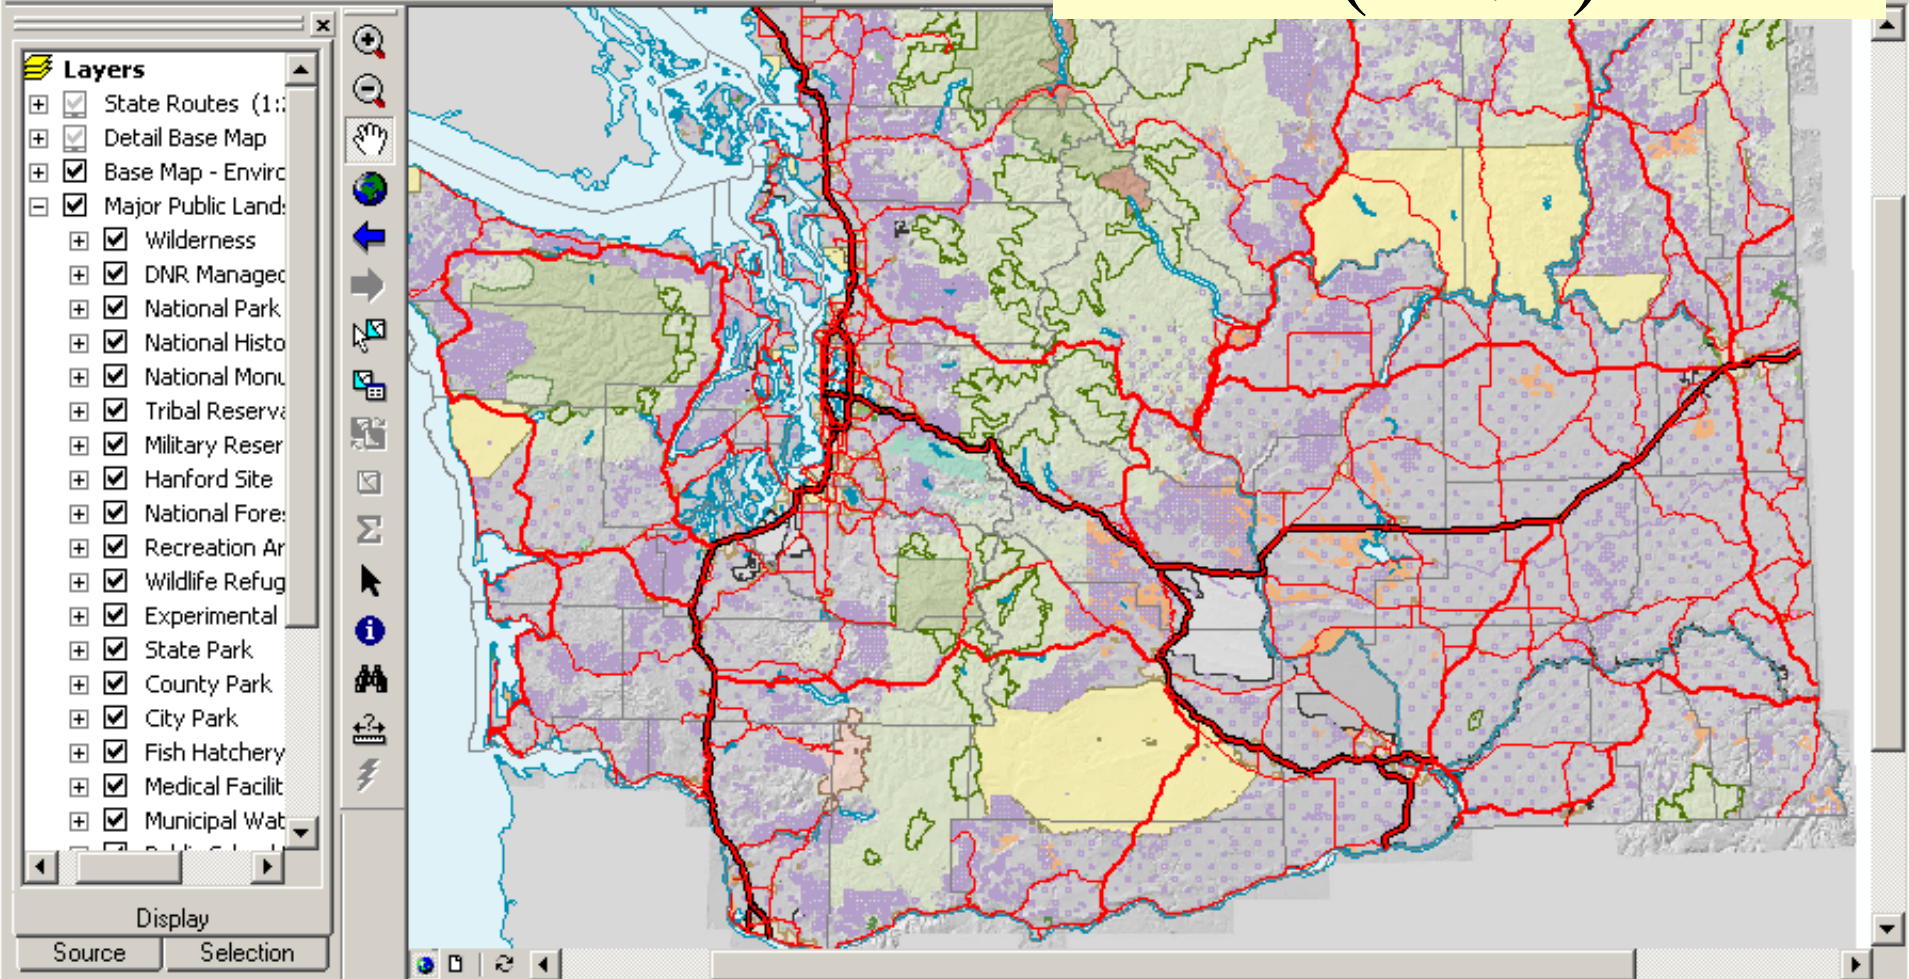 Layers
State Routes (1:
Detail Base Map
Base Map - Enviro
Major Public Lands
Wilderness
DNR Managed
National Park
National Histo
National Monu
Tribal Reserva
Military Reser
Hanford Site
National Fores
Recreation Ar
Wildlife Refug
Experimental
State Park
County Park
City Park
Fish Hatchery
Medical Facilit
Municipal Wat
Display
Source Selection